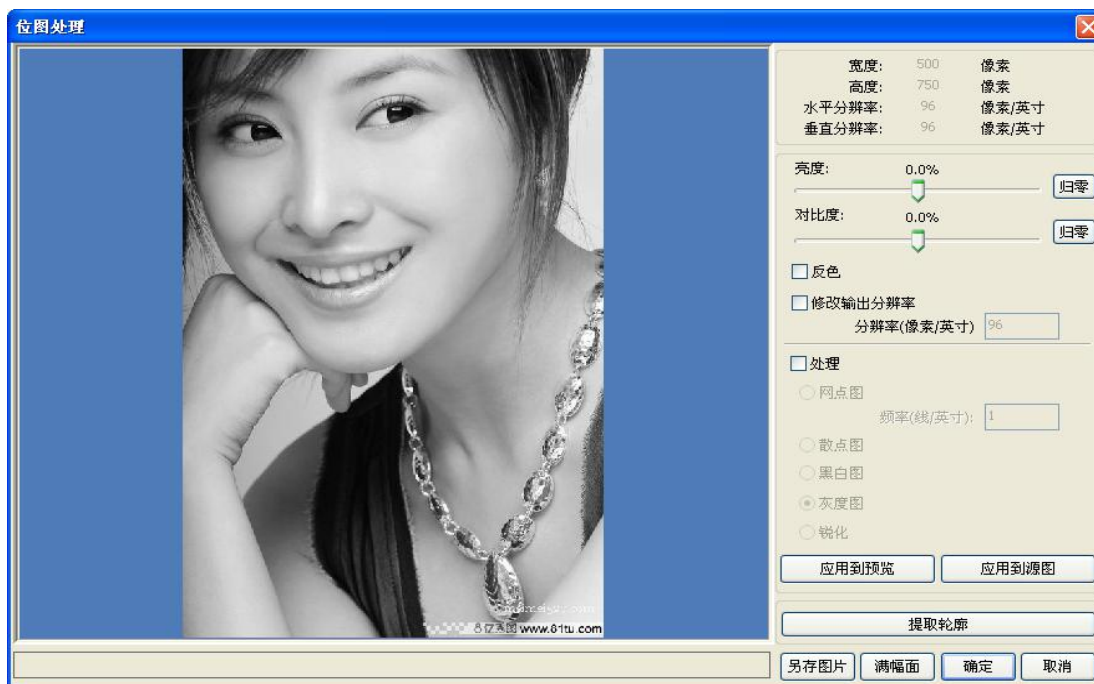 位图处理
宽度: 500 像素
高度: 750 像素
水平分辨率: 96 像素/英寸
垂直分辨率: 96 像素/英寸
亮度: 0.0% 归零
对比度: 0.0% 归零
反色
修改输出分辨率
分辨率(像素/英寸) 96
处理
网点图
频率(线/英寸): 1
散点图
黑白图
灰度图
锐化
应用到预览 应用到源图
提取轮廓
www.81tu.com
另存图片 满幅面 确定 取消